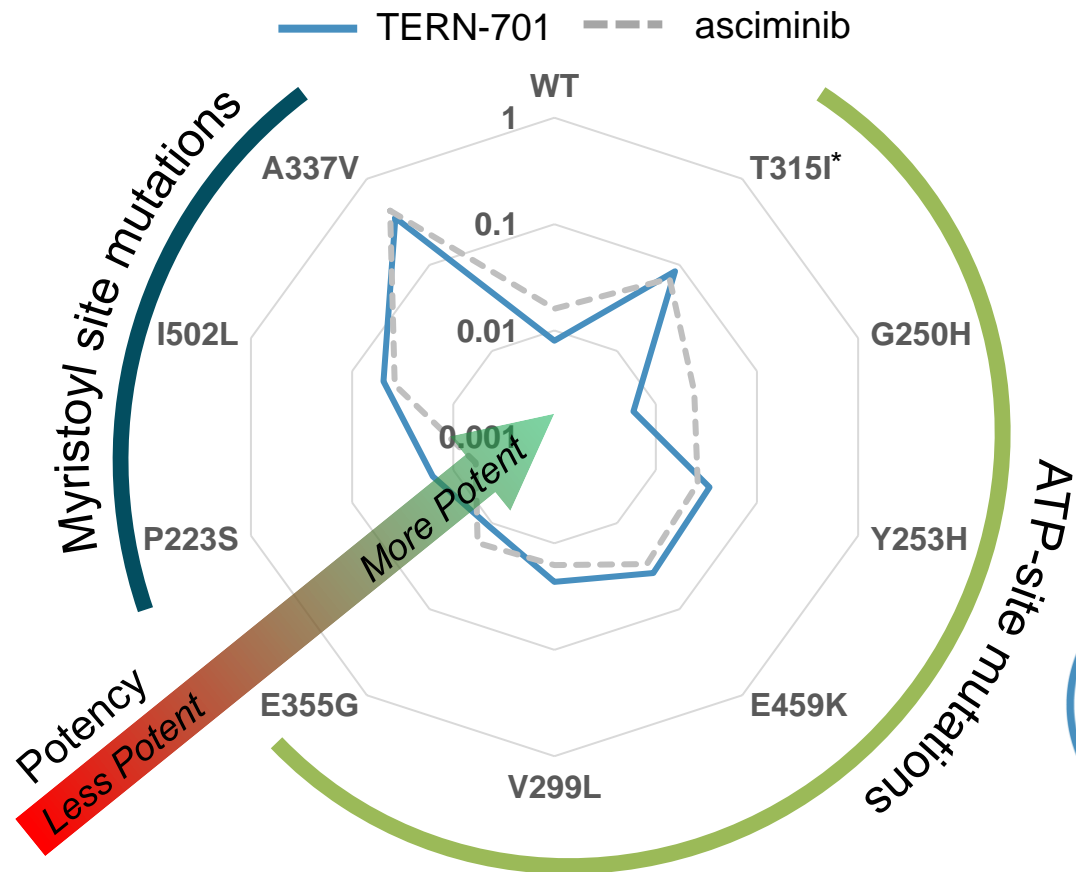 TERN-701
asciminib
WT
1
T315I*
0.1
G250H
0.01
Y253H
0.001
E459K
V299L
E355G
P223S
I502L
A337V
Myristoyl site mutations
ATP-site mutations
Potency
Less Potent
More Potent